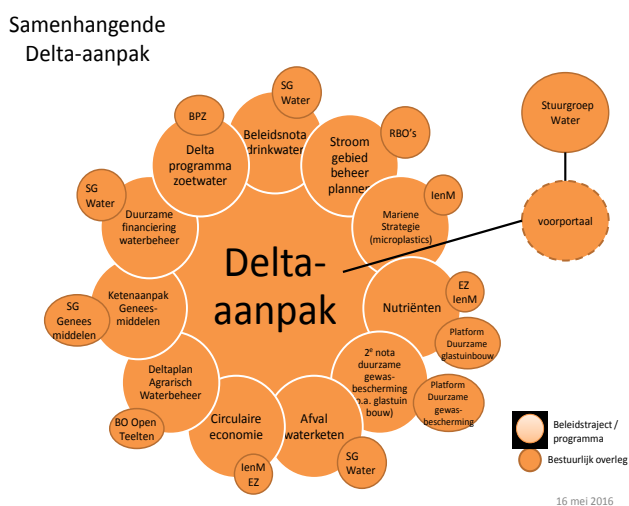 Samenhangende
Delta-aanpak
SG
Water
Beleidsnota
drinkwater
BPZ
Delta
programma
zoetwater
RBO's
Stroom
gebied
beheer
plannen
SG
Water
Duurzame
financiering
waterbeheer
IenM
Mariene
Strategie
(microplastics)
Stuurgroep
Water
voorportaal
Delta-
aanpak
SG
Genees
middelen
Ketenaanpak
Genees-
middelen
EZ
IenM
Nutriënten
Platform
Duurzame
glastuinbouw
Deltaplan
Agrarisch
Waterbeheer
BO Open
Teelten
2e nota
duurzame
gewas-
bescherming
(o.a. glastuin
bouw)
Platform
Duurzame
gewas-
bescherming
Circulaire
economie
IenM
EZ
Afval
waterketen
SG
Water
Beleidstraject /
programma
Bestuurlijk overleg
16 mei 2016